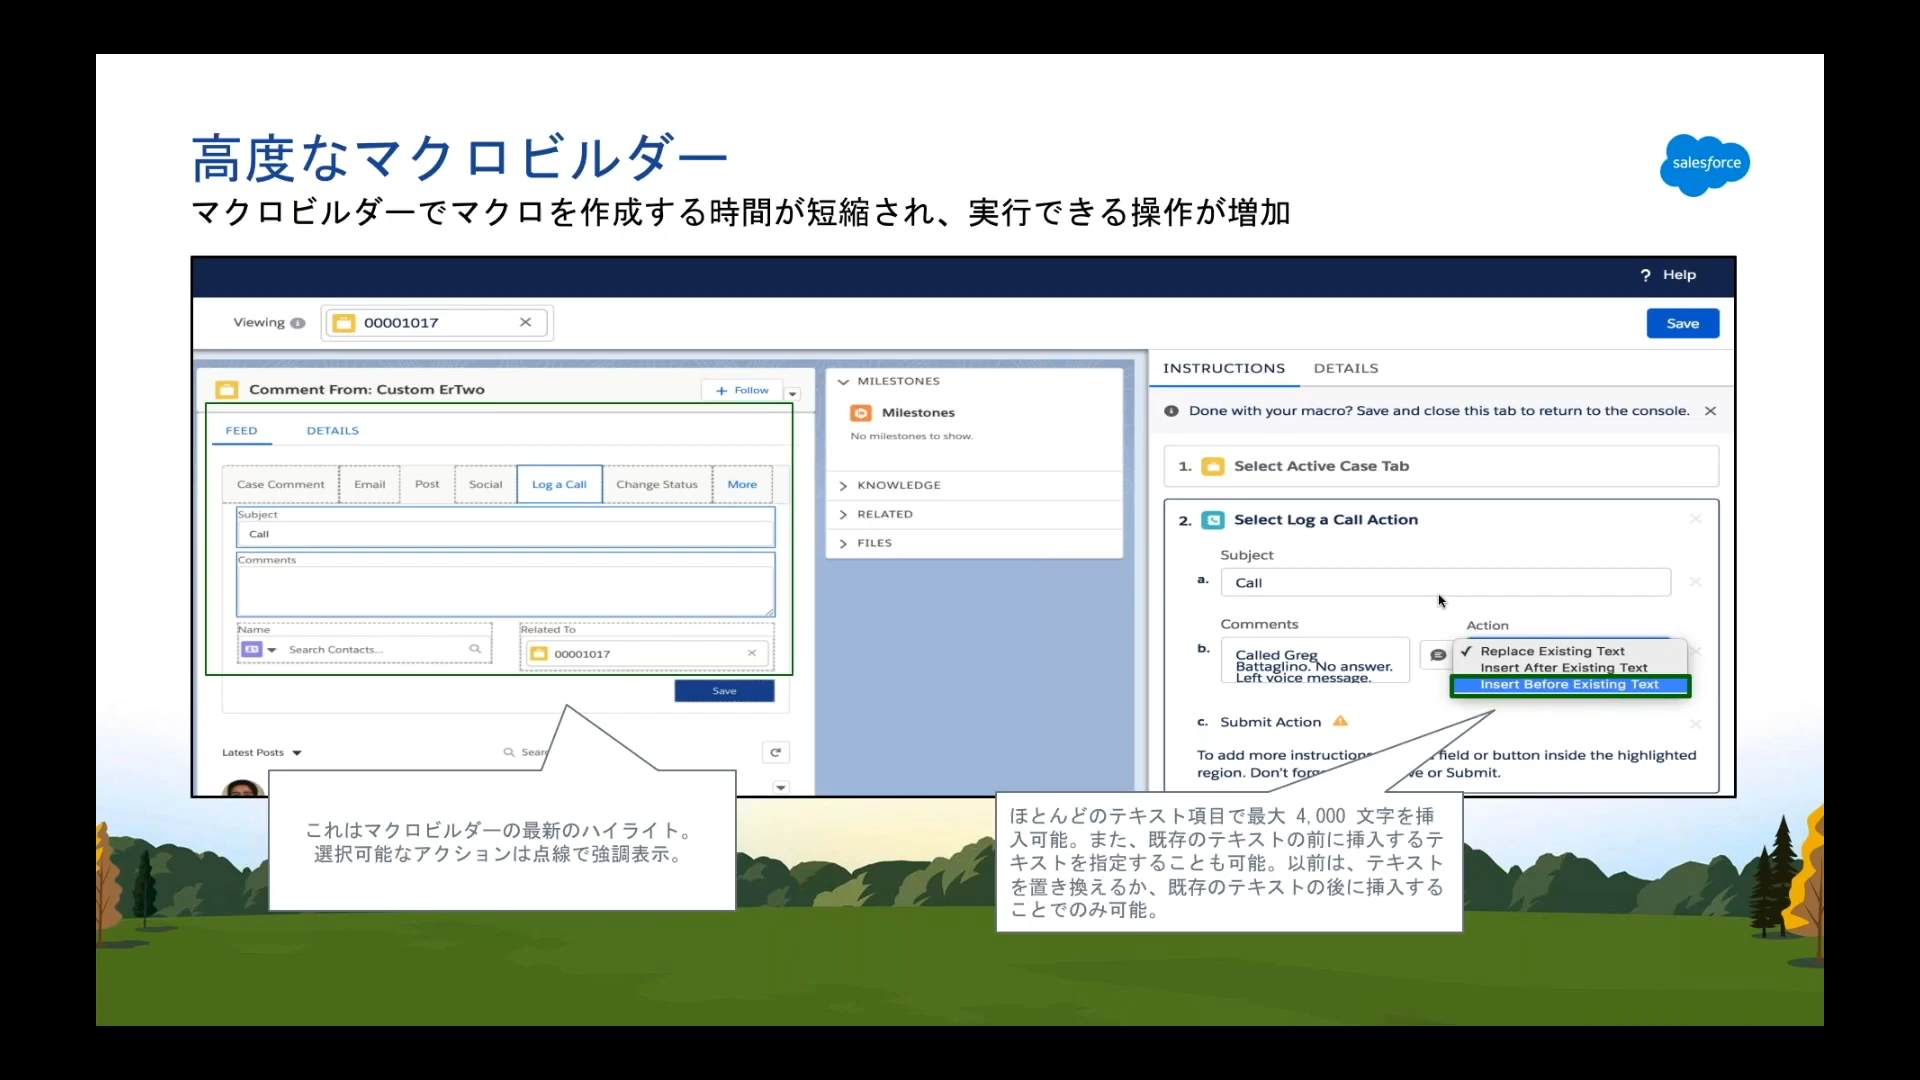 高度なマクロビルダー
salesforce
マクロビルダーでマクロを作成する時間が短縮され、実行できる操作が増加
? Help
Viewing
00001017
Save
Comment From: Custom ErTwo
+ Follow
FEED
DETAILS
Case Comment
Email
Post
Social
Log a Call
Change Status
More
Subject
Call
Comments
Name
Search Contacts...
Related To
00001017
Save
Latest Posts
MILESTONES
Milestones
No milestones to show.
KNOWLEDGE
RELATED
FILES
INSTRUCTIONS
DETAILS
Done with your macro? Save and close this tab to return to the console.
1. Select Active Case Tab
2. Select Log a Call Action
Subject
a. Call
Comments
Action
b. Called Greg
Battaglino. No answer.
Left voice message.
Replace Existing Text
Insert After Existing Text
Insert Before Existing Text
c. Submit Action
To add more instructions field or button inside the highlighted
region. Don't or Submit.
これはマクロビルダーの最新のハイライト。
選択可能なアクションは点線で強調表示。
ほとんどのテキスト項目で最大 4,000 文字を挿
入可能。また、既存のテキストの前に挿入するテ
キストを指定することも可能。以前は、テキスト
を置き換えるか、既存のテキストの後に挿入する
ことでのみ可能。